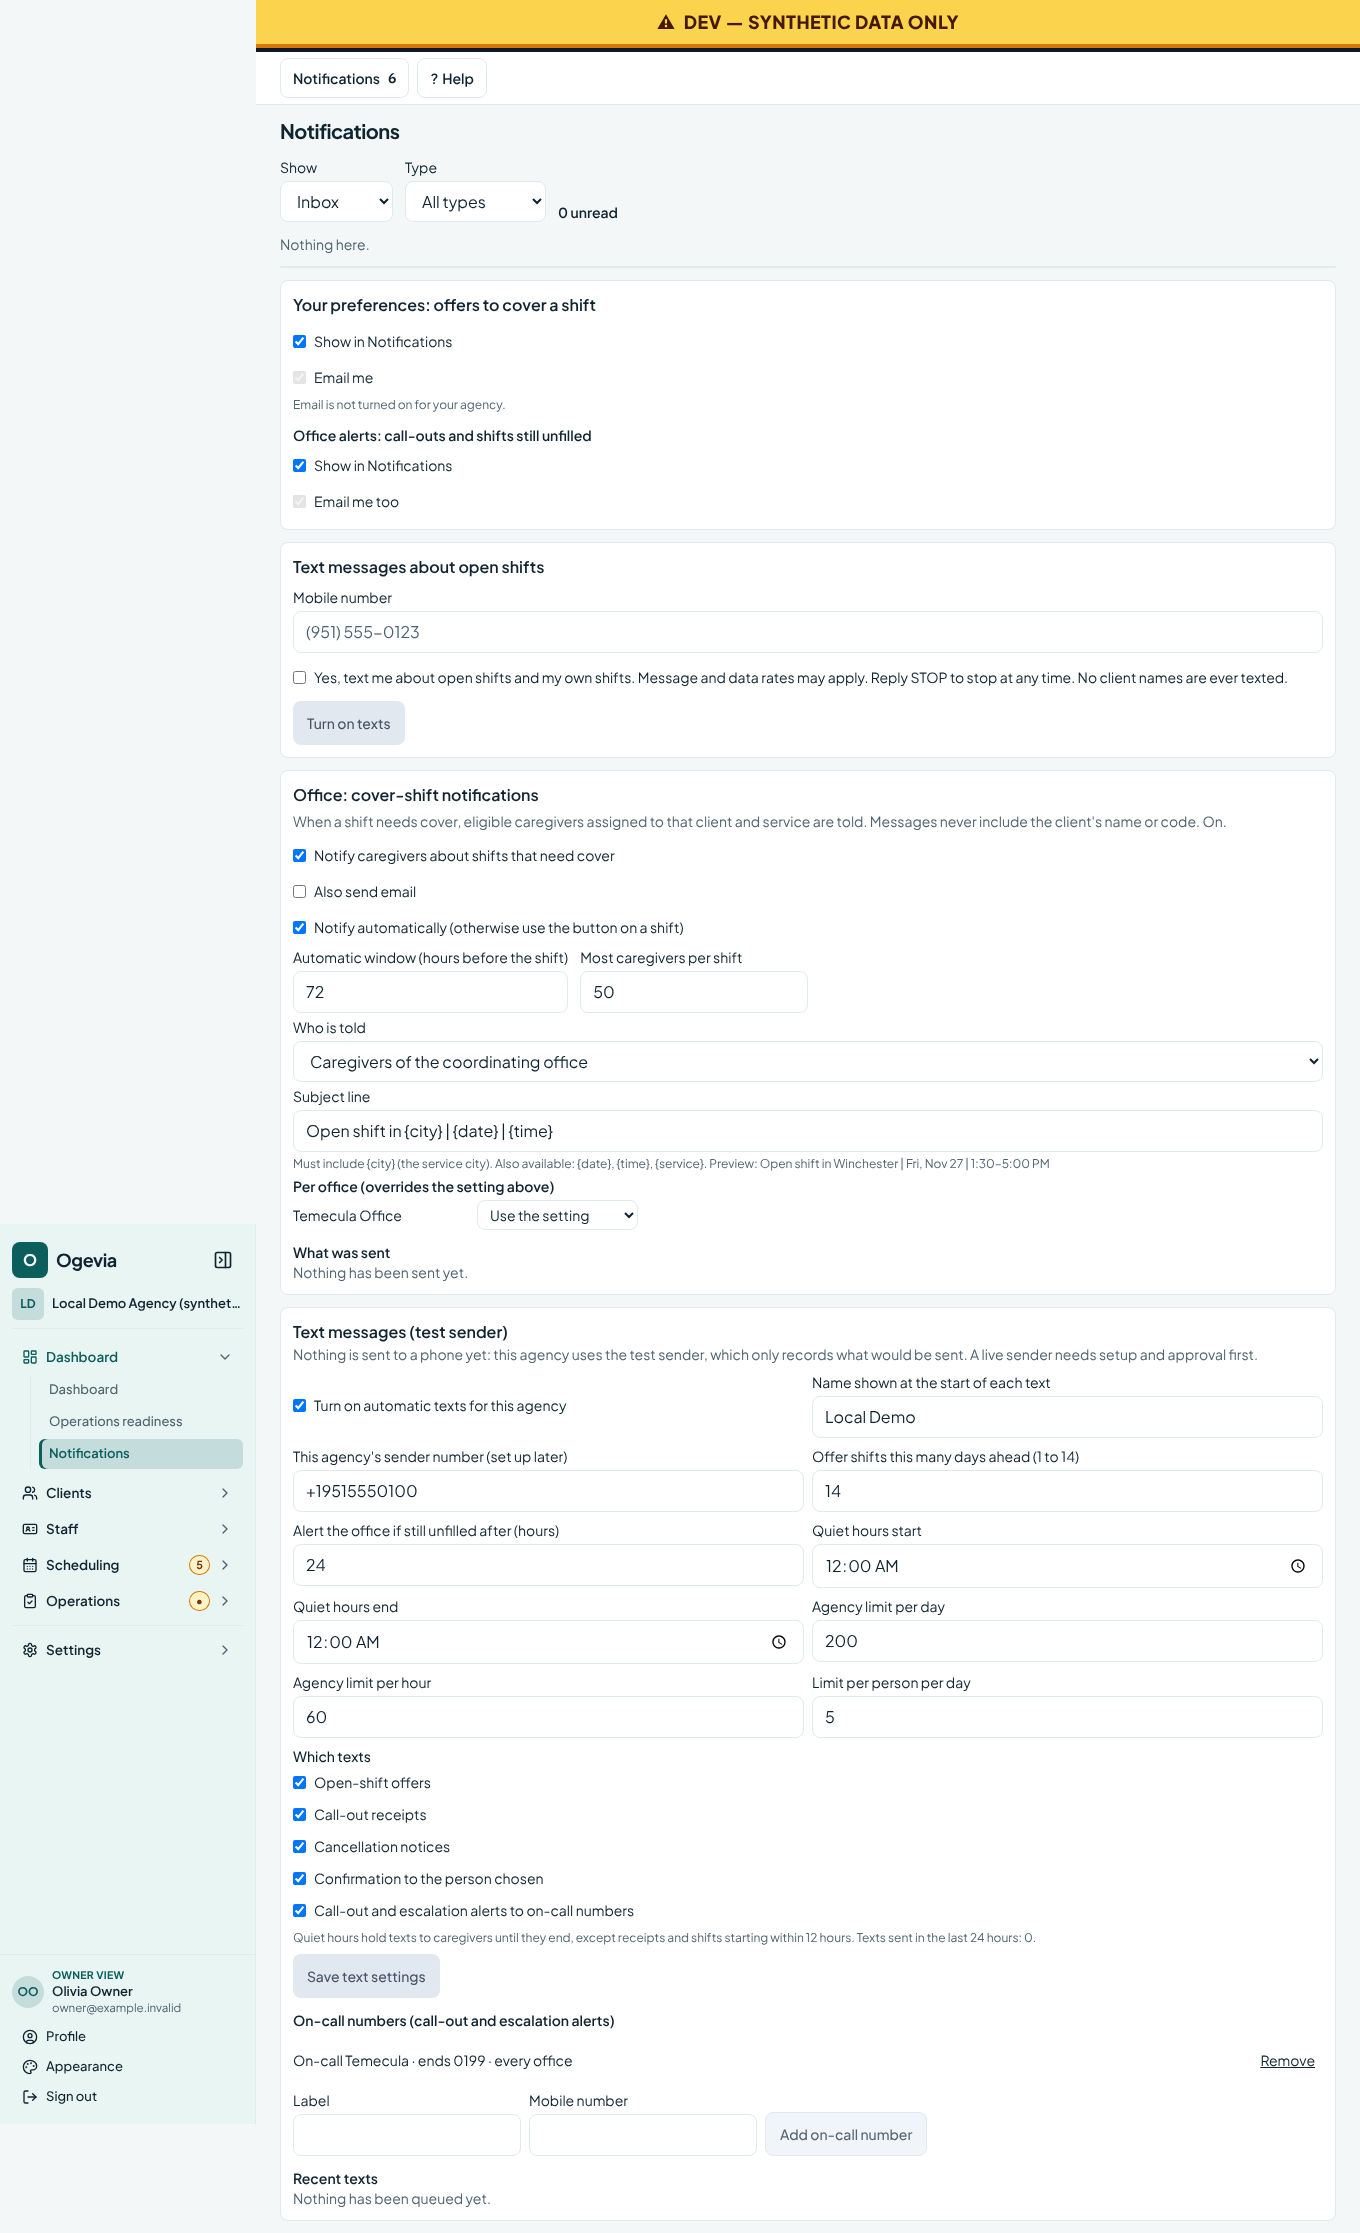 ⚠ DEV — SYNTHETIC DATA ONLY
Notifications 6
? Help
Notifications
Show
Type
Inbox
All types
0 unread
Nothing here.
Your preferences: offers to cover a shift
Show in Notifications
Email me
Email is not turned on for your agency.
Office alerts: call-outs and shifts still unfilled
Show in Notifications
Email me too
Text messages about open shifts
Mobile number
(951) 555-0123
Yes, text me about open shifts and my own shifts. Message and data rates may apply. Reply STOP to stop at any time. No client names are ever texted.
Turn on texts
Office: cover-shift notifications
When a shift needs cover, eligible caregivers assigned to that client and service are told. Messages never include the client's name or code. On.
Notify caregivers about shifts that need cover
Also send email
Notify automatically (otherwise use the button on a shift)
Automatic window (hours before the shift)
Most caregivers per shift
72
50
Who is told
Caregivers of the coordinating office
Subject line
Open shift in {city} | {date} | {time}
Must include {city} (the service city). Also available: {date}, {time}, {service}. Preview: Open shift in Winchester | Fri, Nov 27 | 1:30–5:00 PM
Per office (overrides the setting above)
Temecula Office
Use the setting
What was sent
Nothing has been sent yet.
Text messages (test sender)
Nothing is sent to a phone yet: this agency uses the test sender, which only records what would be sent. A live sender needs setup and approval first.
Turn on automatic texts for this agency
Name shown at the start of each text
Local Demo
This agency's sender number (set up later)
Offer shifts this many days ahead (1 to 14)
+19515550100
14
Alert the office if still unfilled after (hours)
Quiet hours start
24
12:00 AM
Quiet hours end
Agency limit per day
12:00 AM
200
Agency limit per hour
Limit per person per day
60
5
Which texts
Open-shift offers
Call-out receipts
Cancellation notices
Confirmation to the person chosen
Call-out and escalation alerts to on-call numbers
Quiet hours hold texts to caregivers until they end, except receipts and shifts starting within 12 hours. Texts sent in the last 24 hours: 0.
Save text settings
On-call numbers (call-out and escalation alerts)
On-call Temecula · ends 0199 · every office
Remove
Label
Mobile number
Add on-call number
Recent texts
Nothing has been queued yet.
O Ogevia
LD Local Demo Agency (synthet...
Dashboard
Dashboard
Operations readiness
Notifications
Clients
Staff
Scheduling 5
Operations
Settings
OWNER VIEW
OO Olivia Owner
owner@example.invalid
Profile
Appearance
Sign out